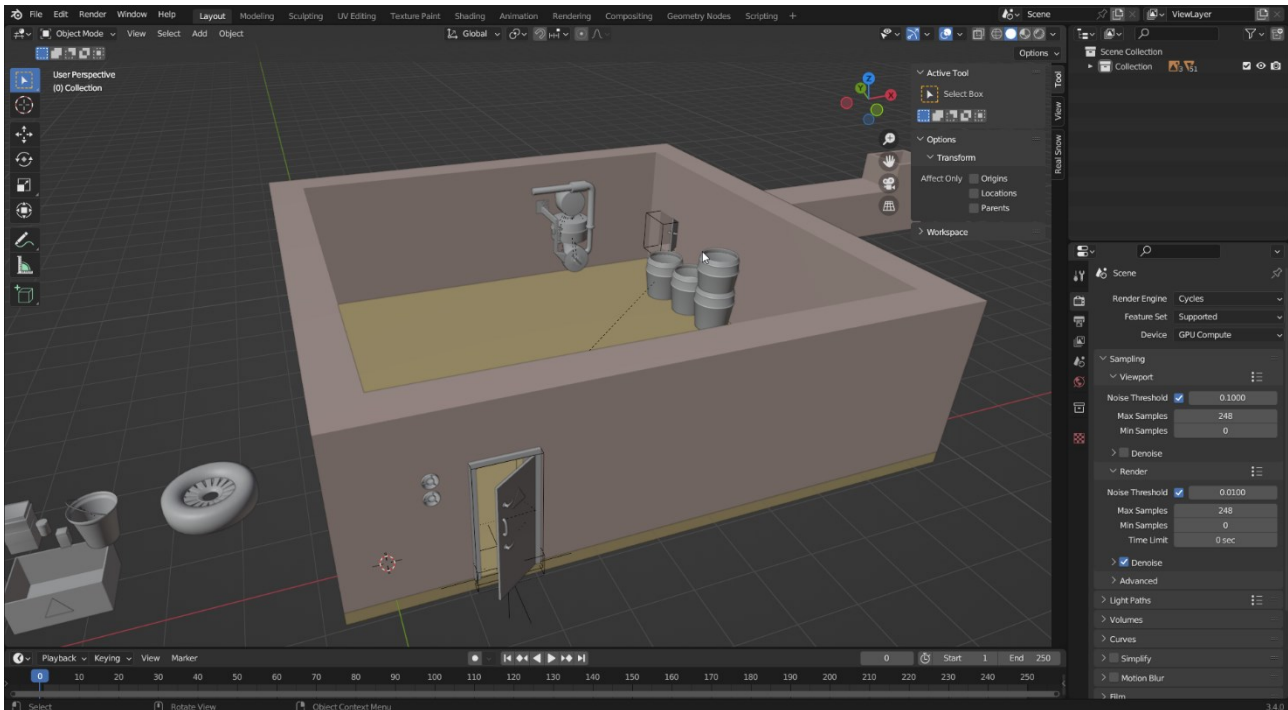 File Edit Render Window Help Layout Modeling Sculpting UV Editing Texture Paint Shading Animation Rendering Compositing Geometry Nodes Scripting + Scene ViewLayer
Object Mode View Select Add Object Global
Options
User Perspective
(0) Collection
Active Tool
Select Box
Options
Transform
Affect Only Origins
Locations
Parents
Workspace
Tool
View
Real Snow
Scene Collection
Collection 3 51
Scene
Render Engine Cycles
Feature Set Supported
Device GPU Compute
Sampling
Viewport
Noise Threshold 0.1000
Max Samples 248
Min Samples 0
Denoise
Render
Noise Threshold 0.0100
Max Samples 248
Min Samples 0
Time Limit 0 sec
Denoise
Advanced
Light Paths
Volumes
Curves
Simplify
Motion Blur
Film
X
Y
Z
Playback Keying View Marker 0 Start 1 End 250
0 10 20 30 40 50 60 70 80 90 100 110 120 130 140 150 160 170 180 190 200 210 220 230 240 250
Select Rotate View Object Context Menu 3.4.0